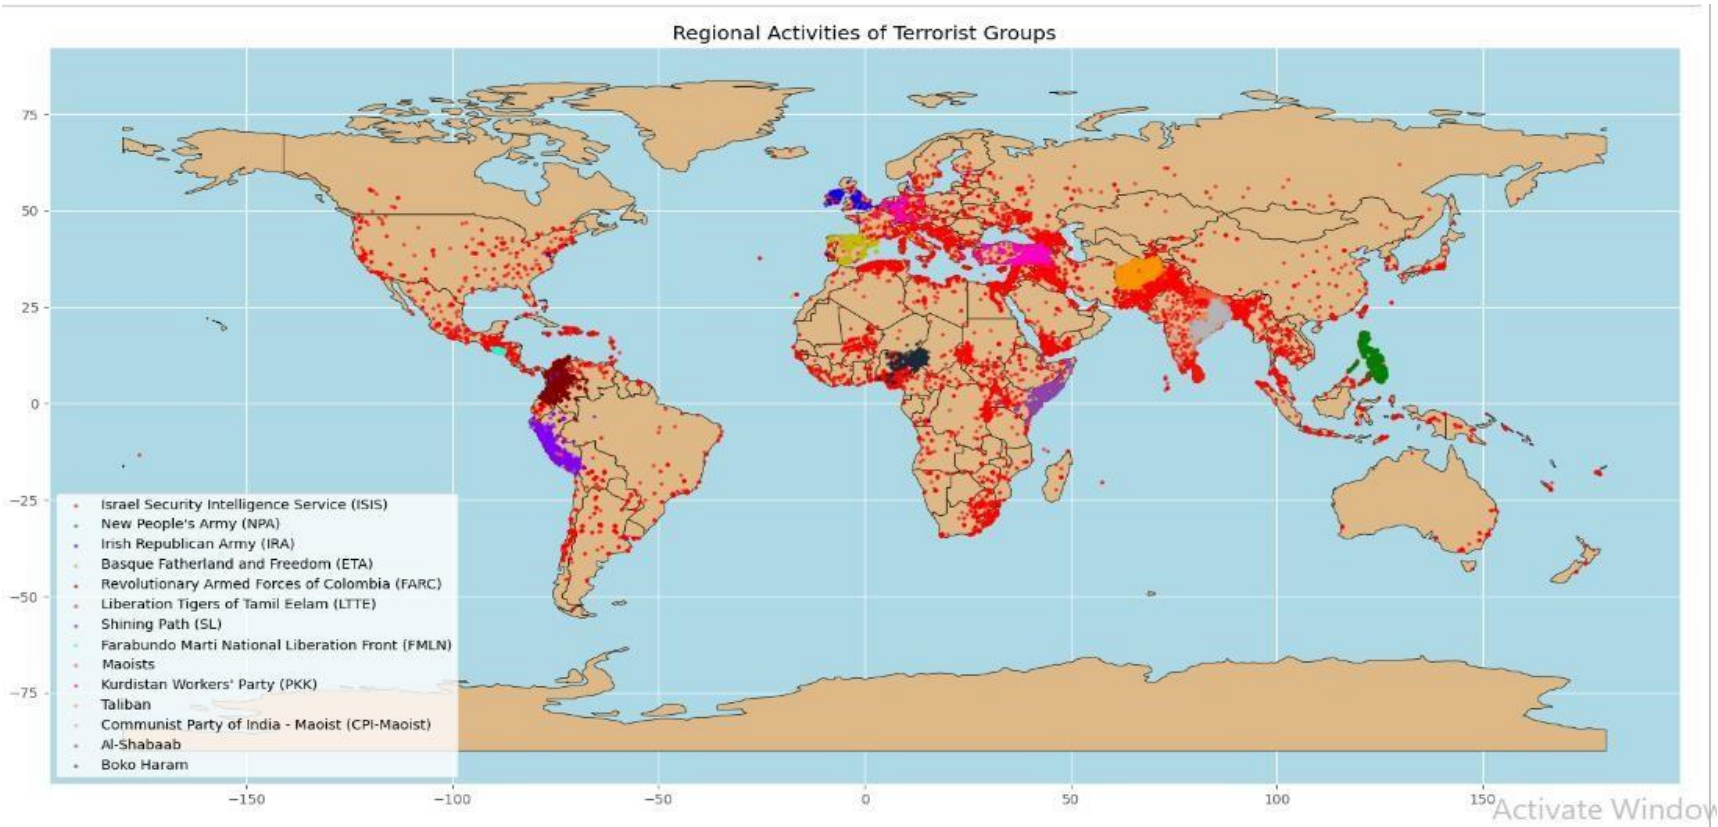 Regional Activities of Terrorist Groups
75
50
25
0
−25
−50
−75
Israel Security Intelligence Service (ISIS)
New People's Army (NPA)
Irish Republican Army (IRA)
Basque Fatherland and Freedom (ETA)
Revolutionary Armed Forces of Colombia (FARC)
Liberation Tigers of Tamil Eelam (LTTE)
Shining Path (SL)
Farabundo Marti National Liberation Front (FMLN)
Maoists
Kurdistan Workers' Party (PKK)
Taliban
Communist Party of India - Maoist (CPI-Maoist)
Al-Shabaab
Boko Haram
−150 −100 −50 0 50 100 150
Activate Window